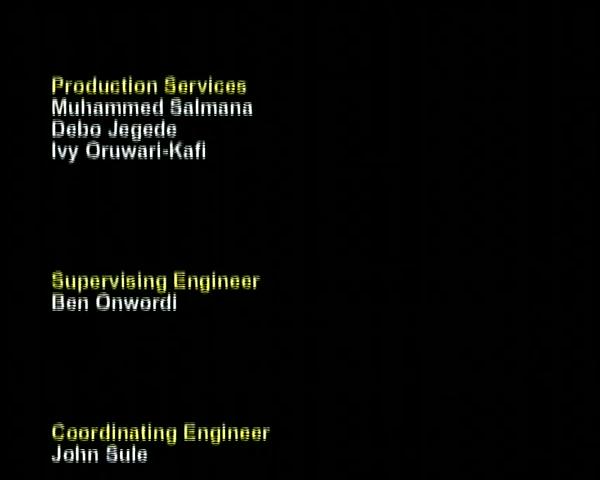 Production Services
Muhammed Salmana
Debo Jegede
Ivy Oruwari-Kafi
Supervising Engineer
Ben Onwordi
Coordinating Engineer
John Sule